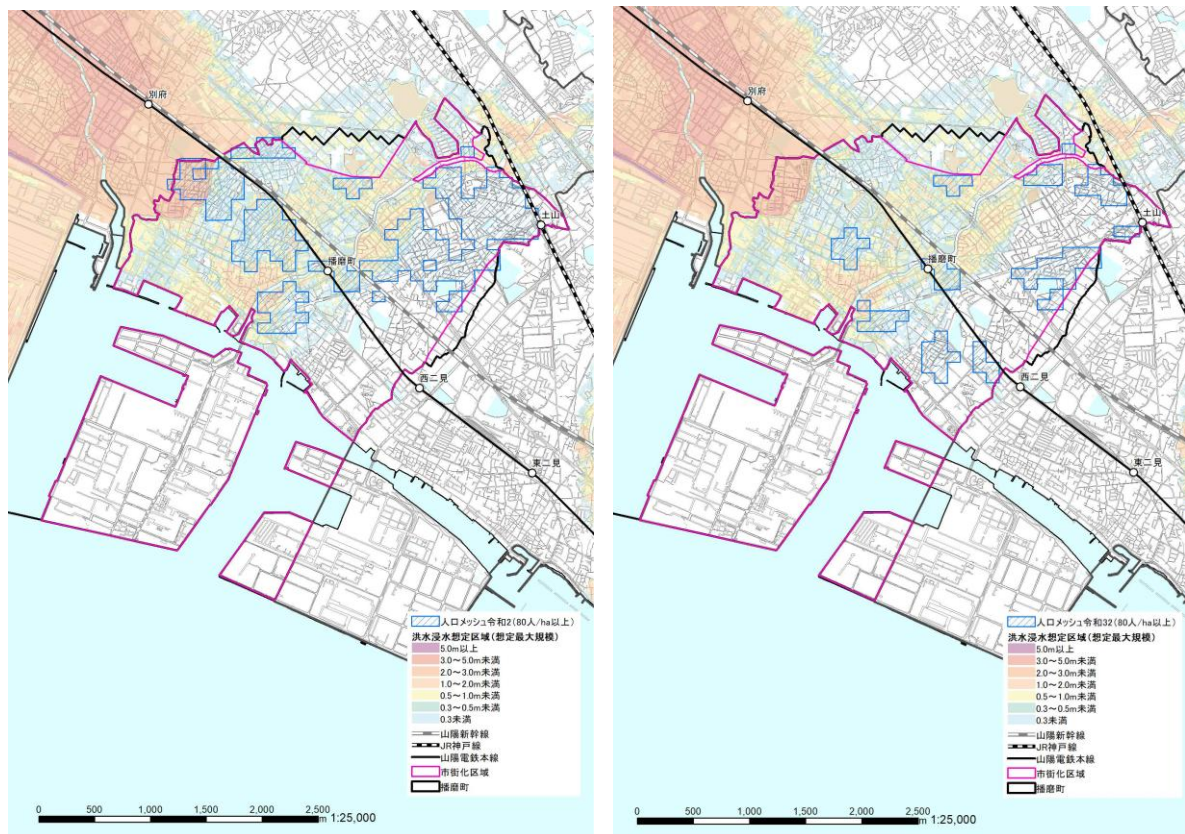 別府
土山
播磨町
西二見
東二見
人口メッシュ令和2(80人/ha以上)
洪水浸水想定区域(想定最大規模)
5.0m以上
3.0～5.0m未満
2.0～3.0m未満
1.0～2.0m未満
0.5～1.0m未満
0.3～0.5m未満
0.3未満
山陽新幹線
JR神戸線
山陽電鉄本線
市街化区域
播磨町
0 500 1,000 1,500 2,000 2,500
m 1:25,000
別府
土山
播磨町
西二見
東二見
人口メッシュ令和32(80人/ha以上)
洪水浸水想定区域(想定最大規模)
5.0m以上
3.0～5.0m未満
2.0～3.0m未満
1.0～2.0m未満
0.5～1.0m未満
0.3～0.5m未満
0.3未満
山陽新幹線
JR神戸線
山陽電鉄本線
市街化区域
播磨町
0 500 1,000 1,500 2,000 2,500
m 1:25,000